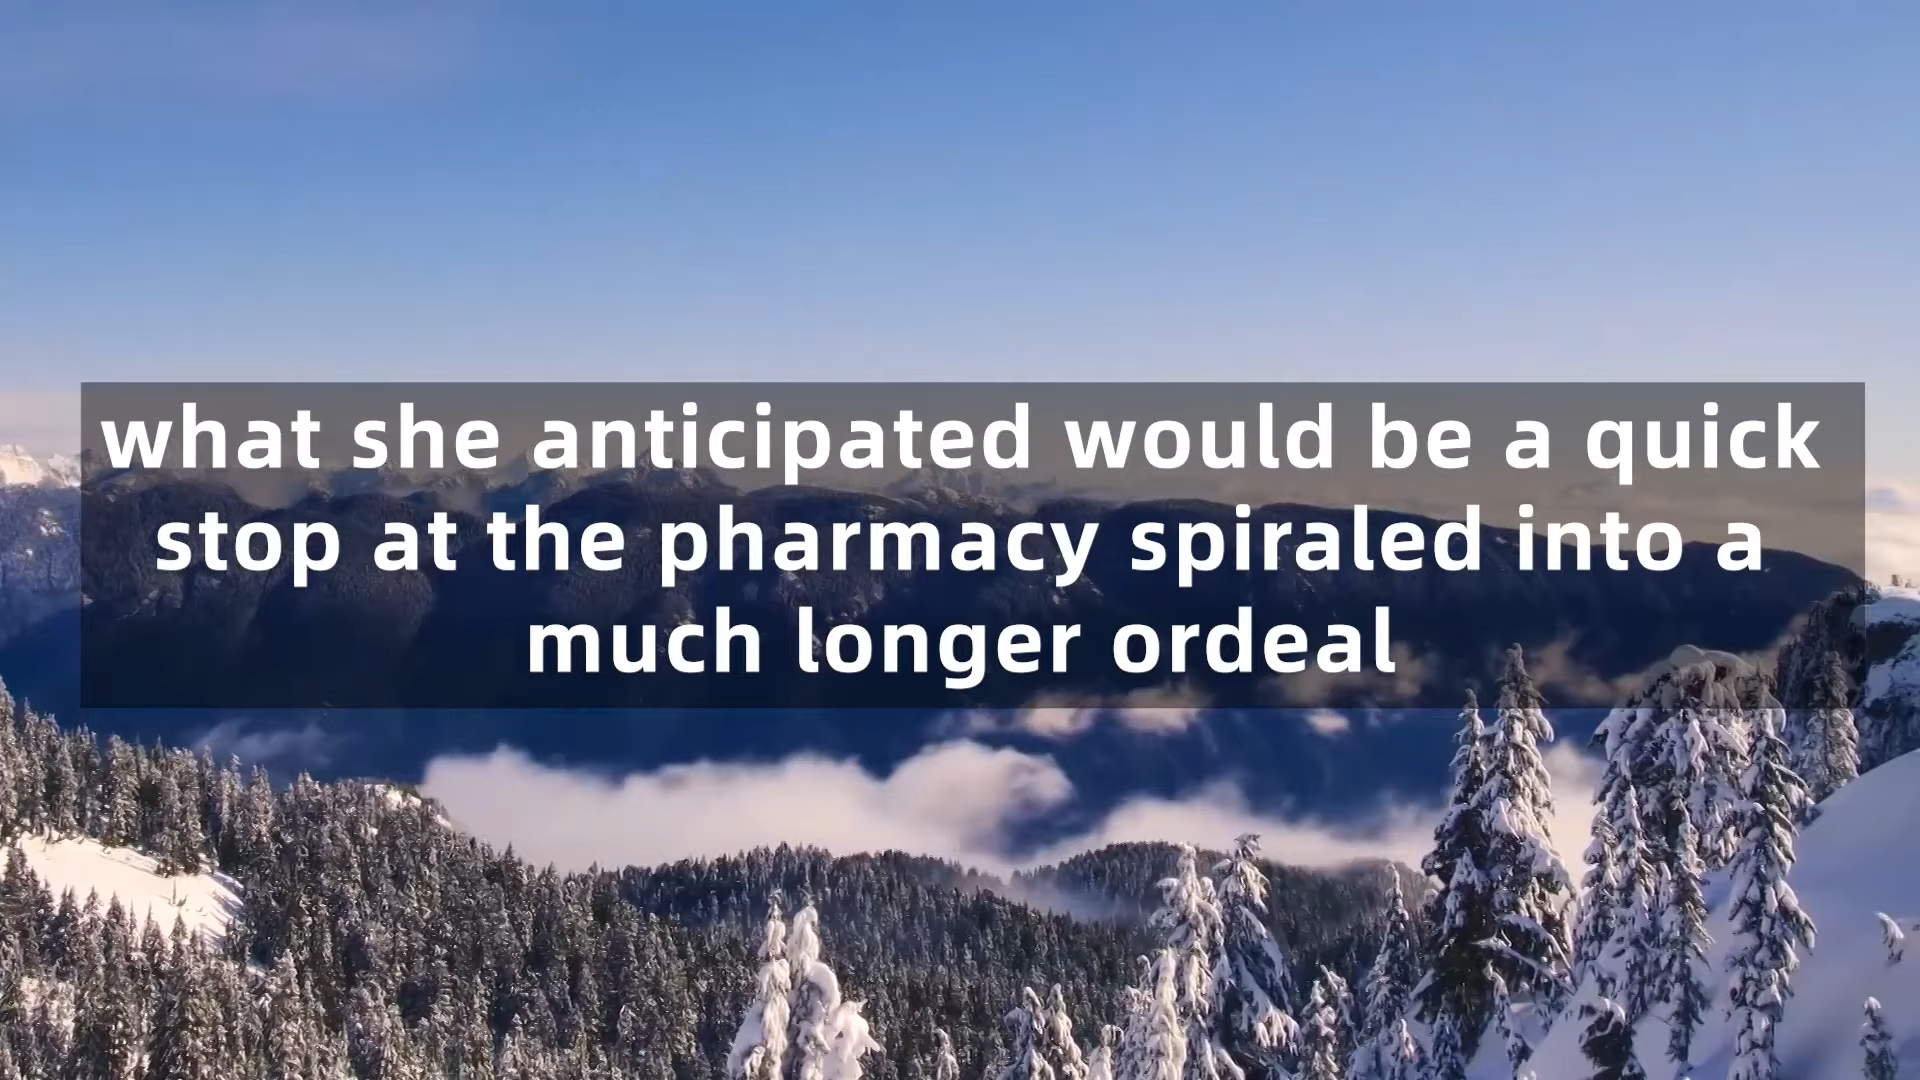 what she anticipated would be a quick
stop at the pharmacy spiraled into a
much longer ordeal